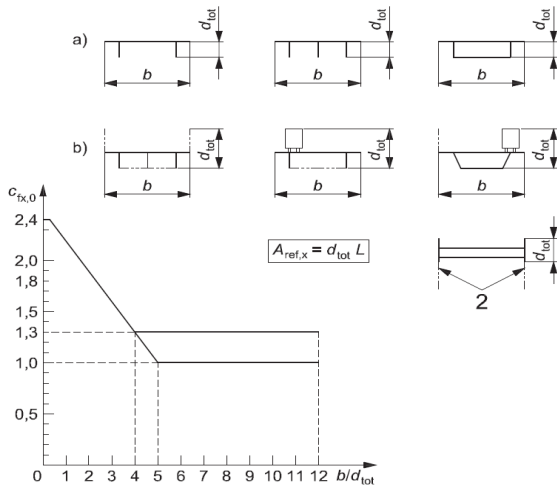 a) d_tot d_tot d_tot
b b b
b) d_tot d_tot d_tot
b b b
c_fx,0
2,4
2,0
1,8
1,5
1,3
1,0
0,5
A_ref,x = d_tot L
d_tot
2
0 1 2 3 4 5 6 7 8 9 10 11 12 b/d_tot